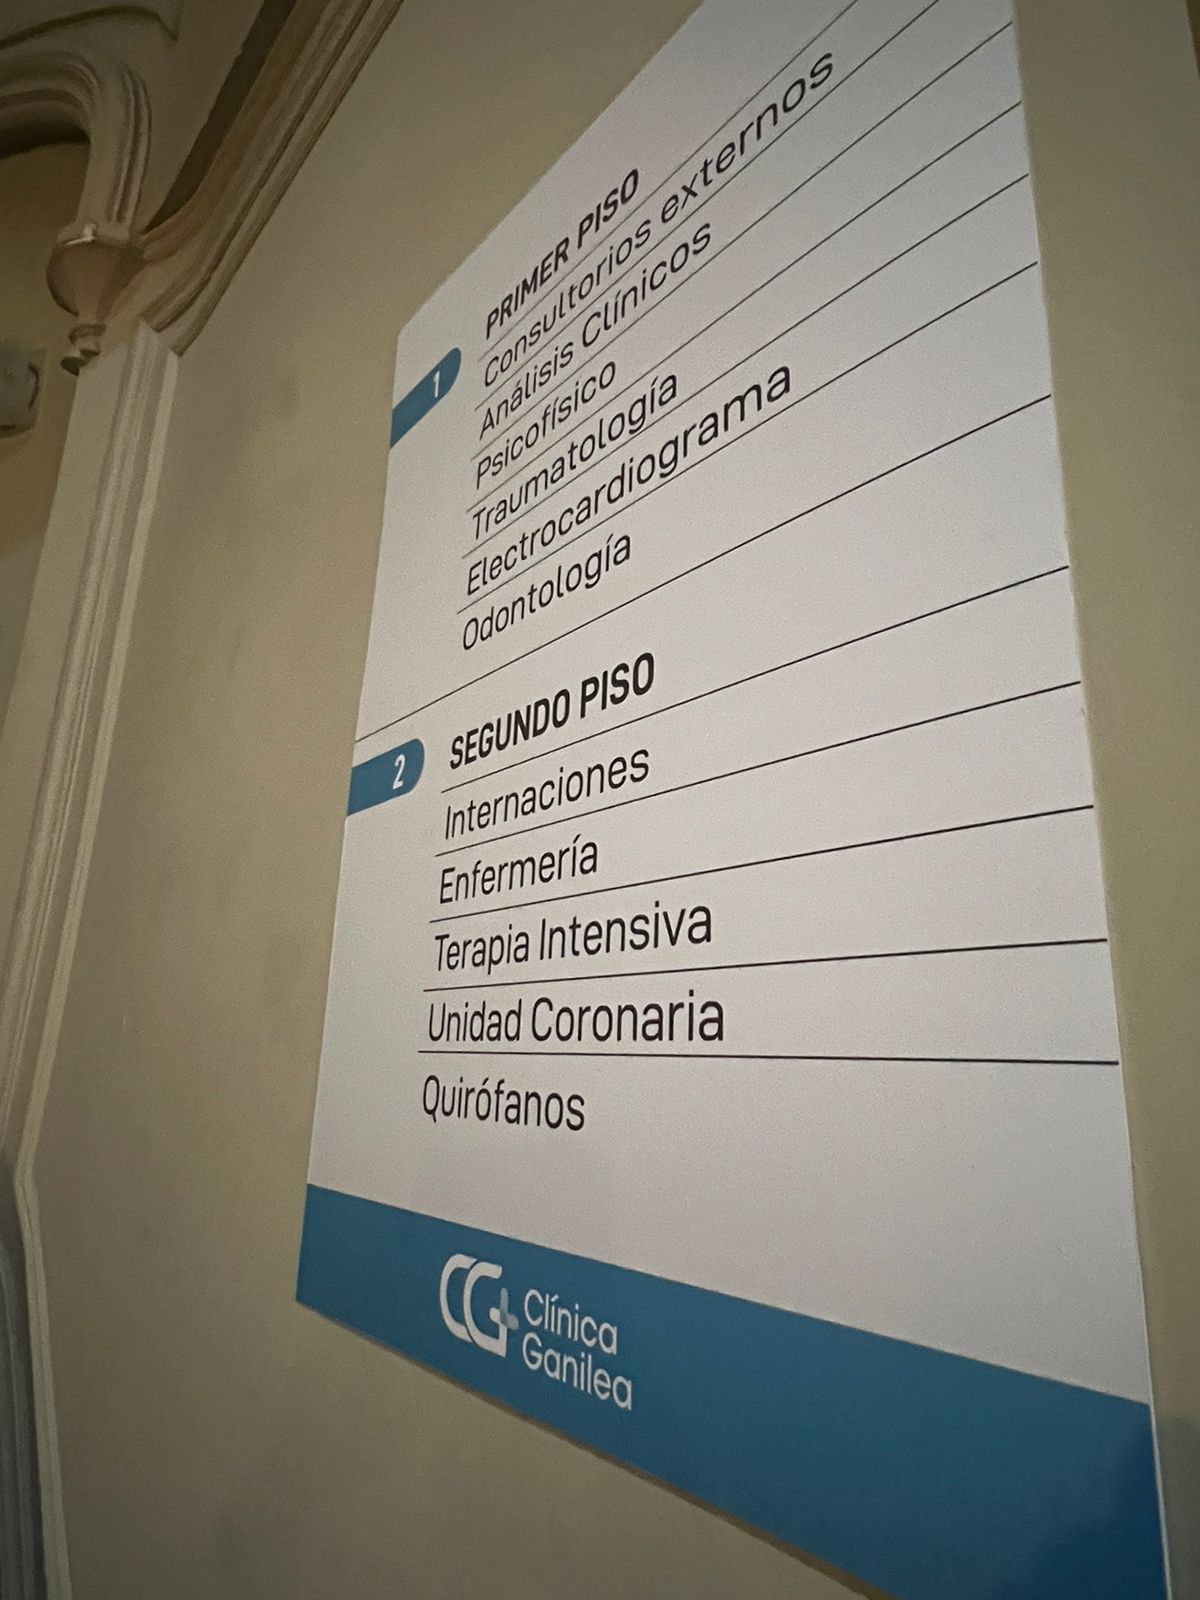 1
PRIMER PISO
Consultorios externos
Análisis Clínicos
Psicofísico
Traumatología
Electrocardiograma
Odontología
2
SEGUNDO PISO
Internaciones
Enfermería
Terapia Intensiva
Unidad Coronaria
Quirófanos
CG
Clínica
Ganilea